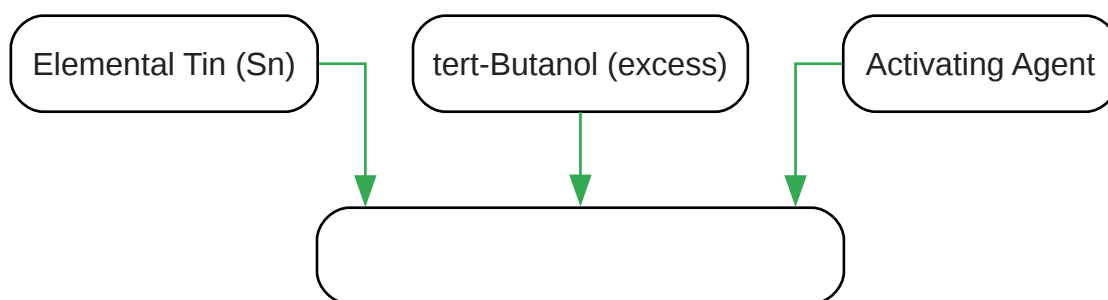 Elemental Tin (Sn)
tert-Butanol (excess)
Activating Agent